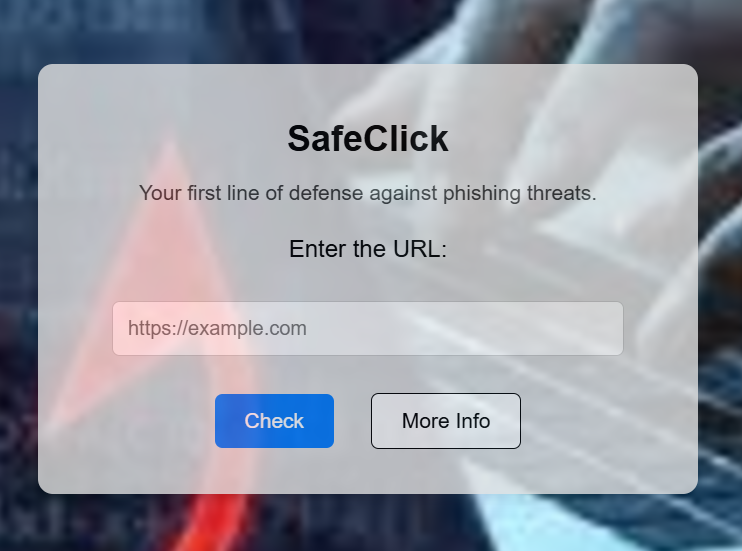 SafeClick
Your first line of defense against phishing threats.
Enter the URL:
https://example.com
Check
More Info